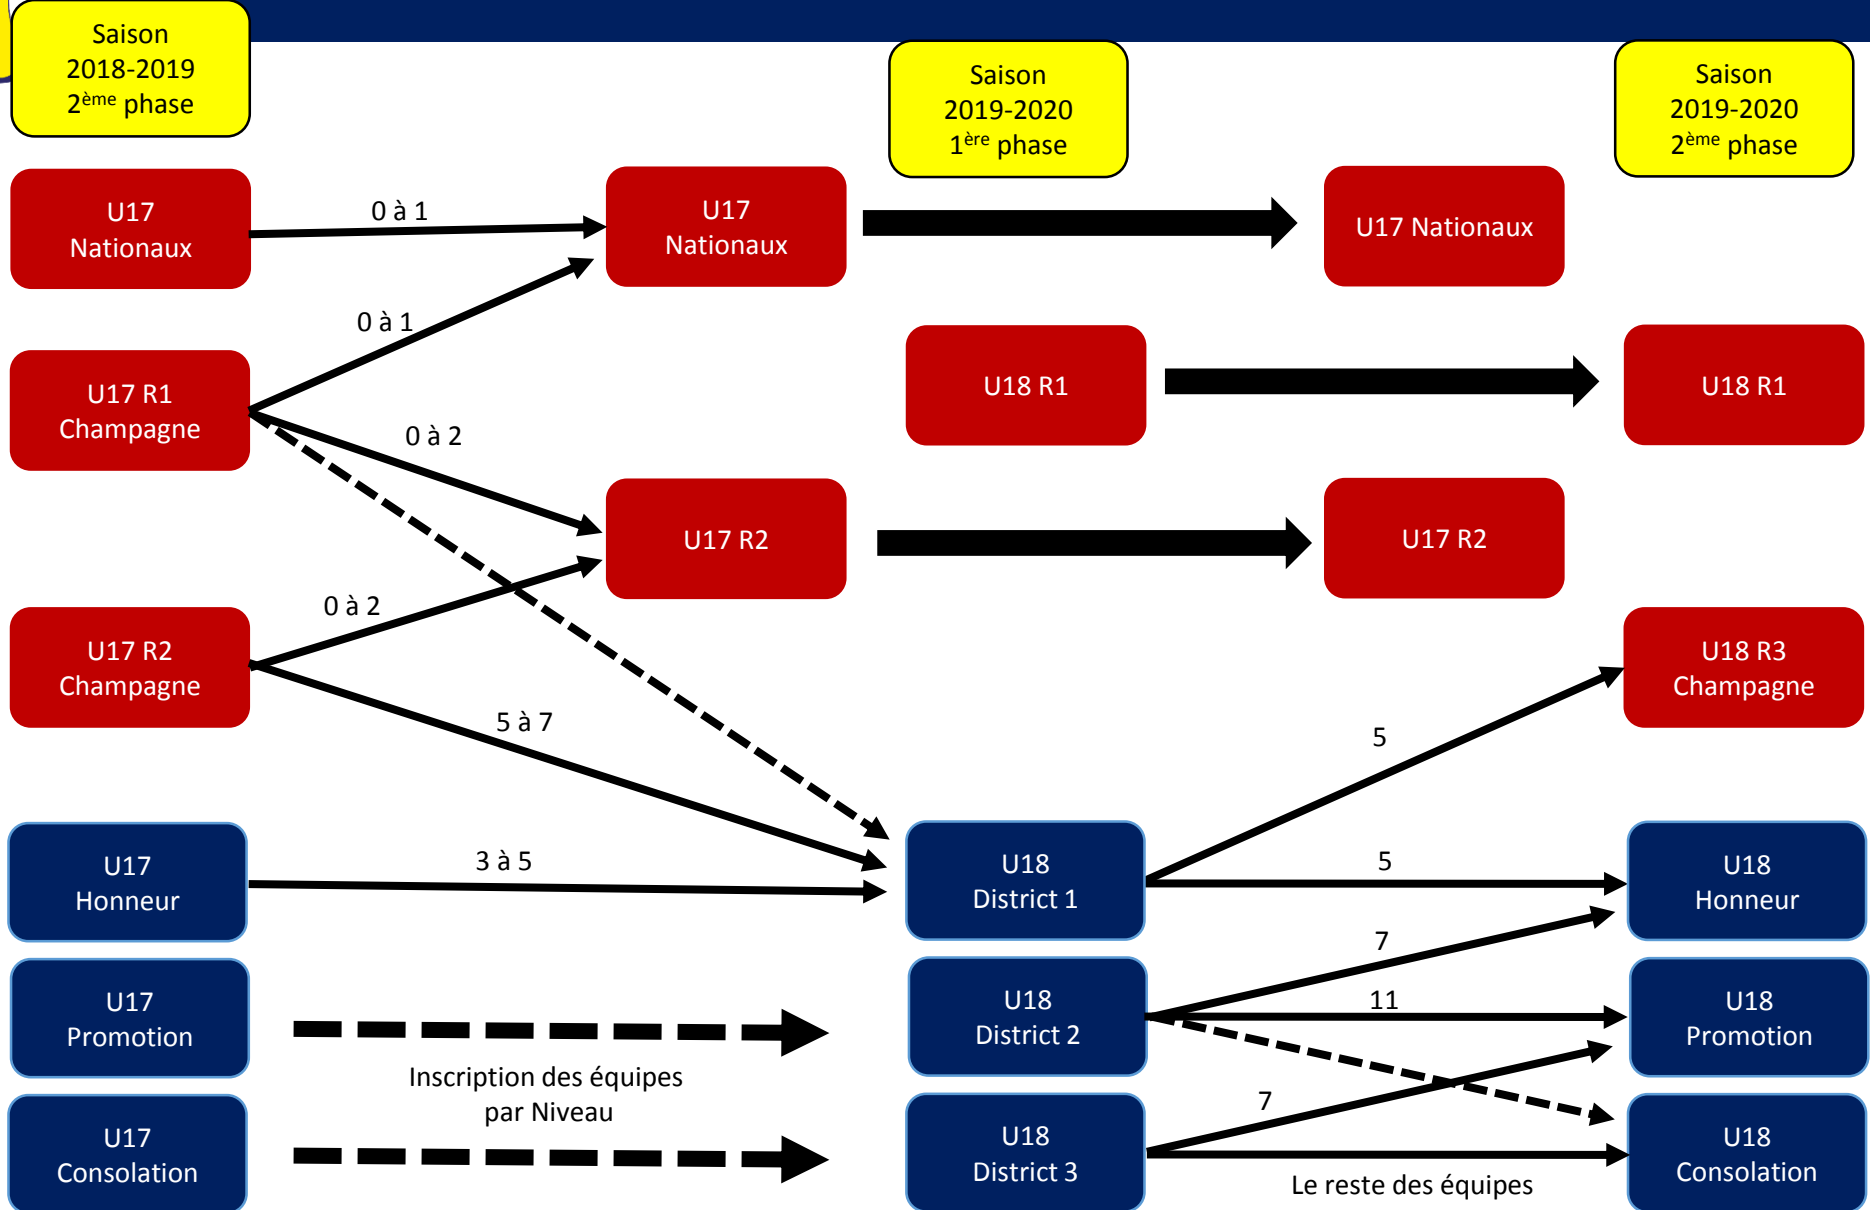 Saison
2018-2019
2ème phase
Saison
2019-2020
1ère phase
Saison
2019-2020
2ème phase
U17
Nationaux
0 à 1
U17
Nationaux
U17 Nationaux
0 à 1
U17 R1
Champagne
U18 R1
U18 R1
0 à 2
U17 R2
U17 R2
0 à 2
U17 R2
Champagne
U18 R3
Champagne
5 à 7
5
U17
Honneur
3 à 5
U18
District 1
5
U18
Honneur
7
U17
Promotion
U18
District 2
11
U18
Promotion
Inscription des équipes
par Niveau
7
U17
Consolation
U18
District 3
Le reste des équipes
U18
Consolation